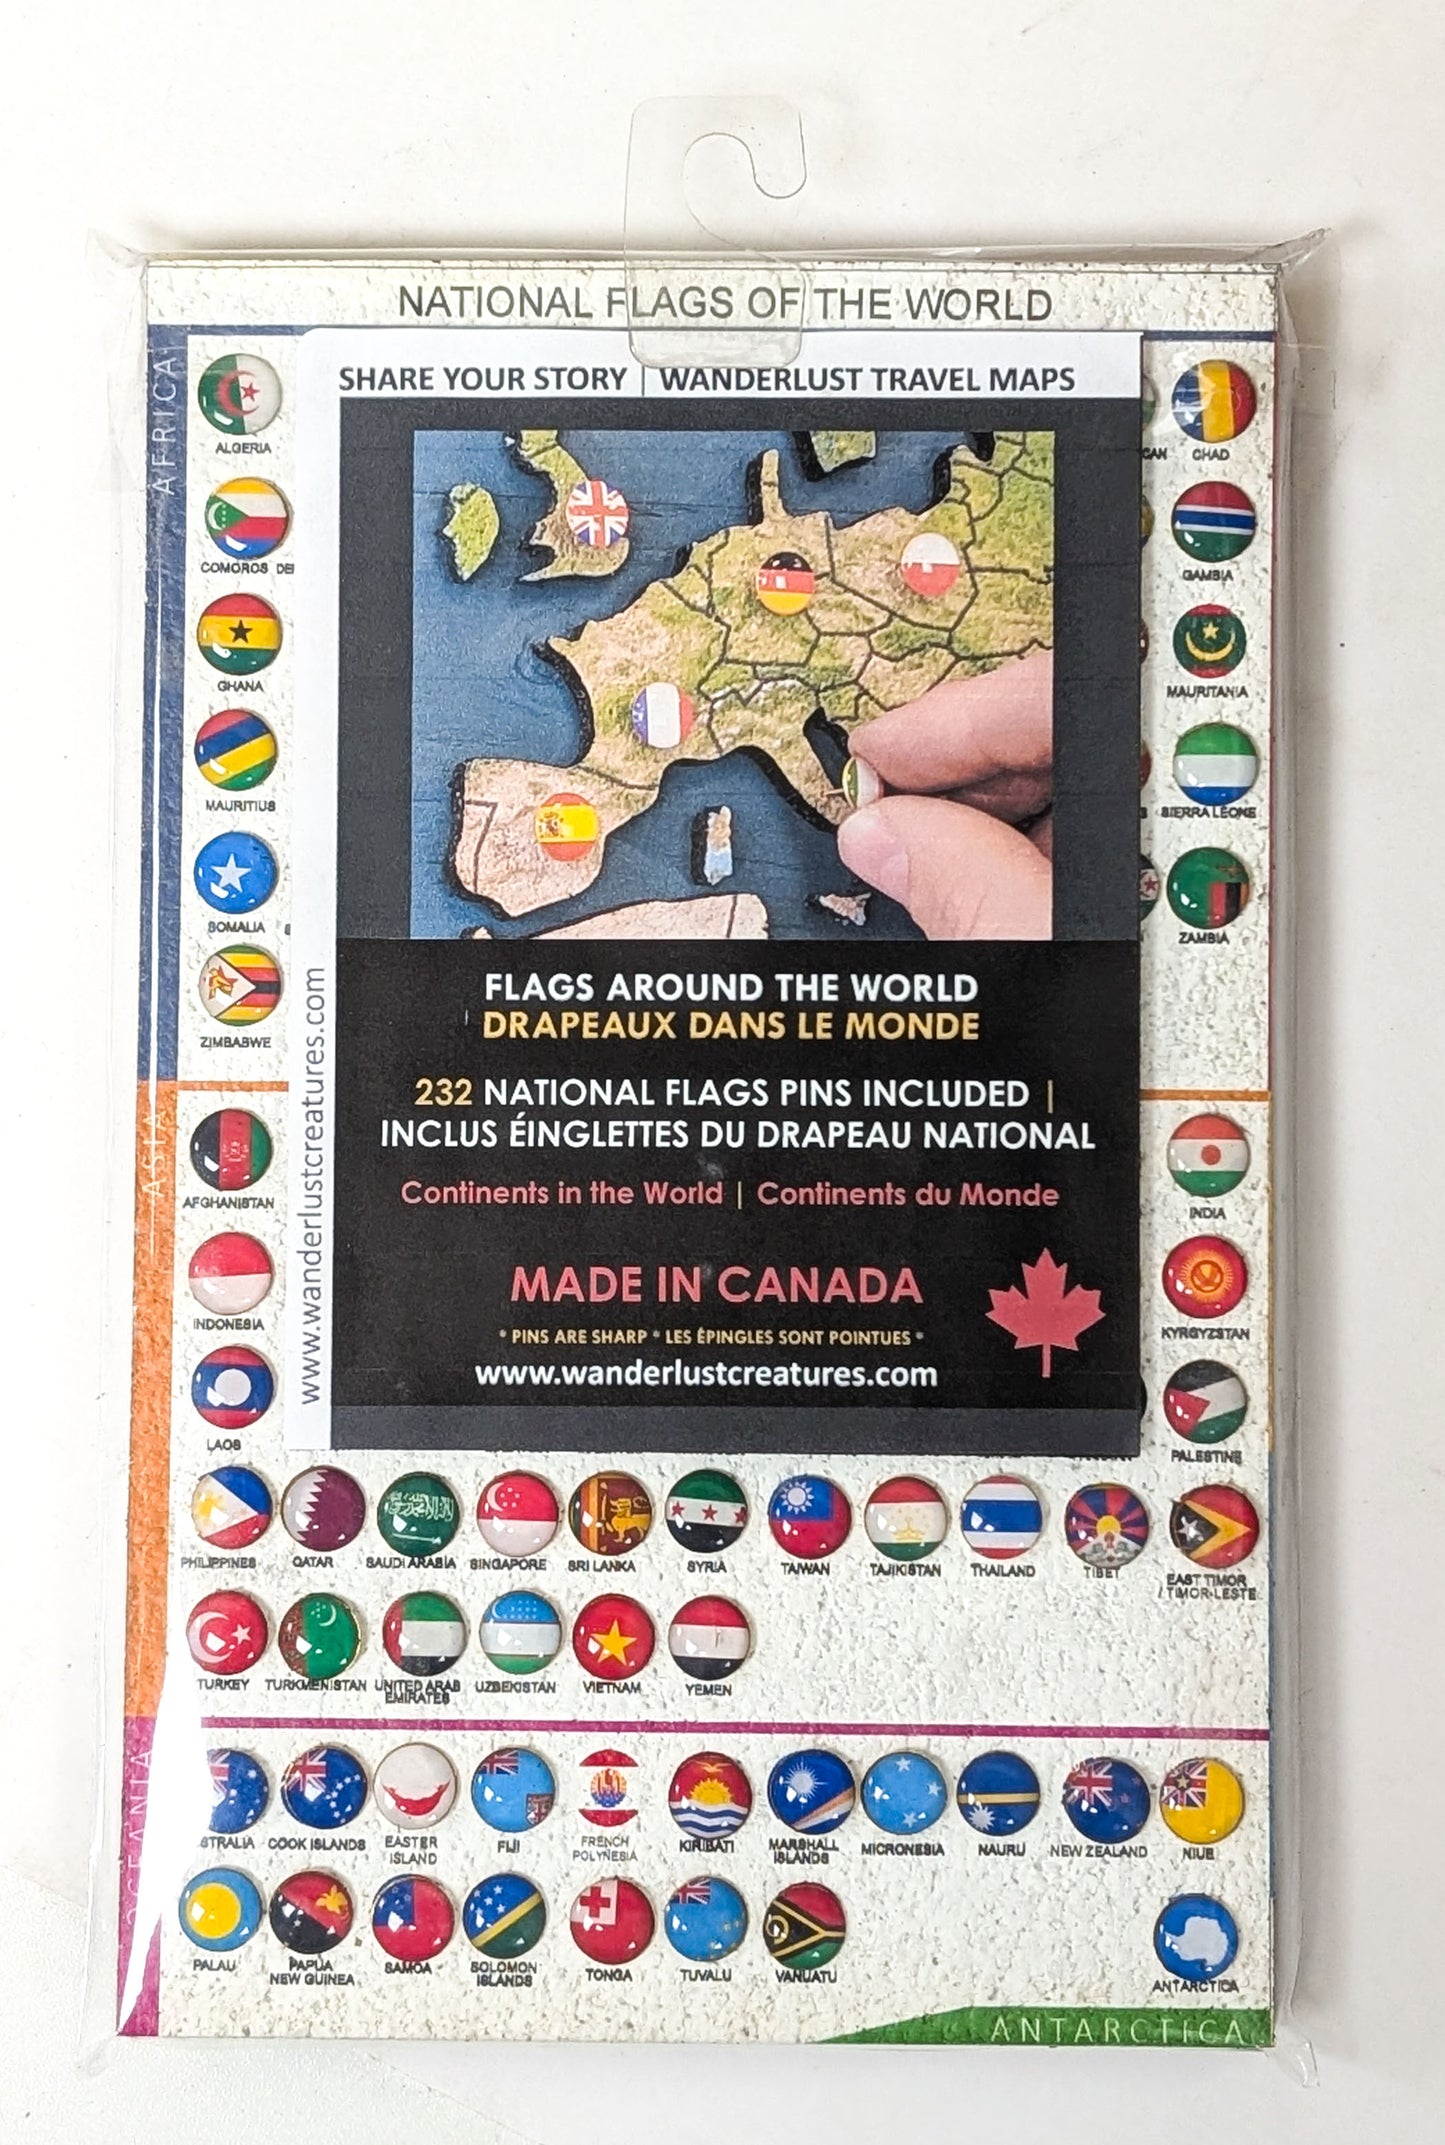 NATIONAL FLAGS OF THE WORLD
SHARE YOUR STORY | WANDERLUST TRAVEL MAPS
AFRICA
ALGERIA
CHAD
COMOROS
GAMBIA
GHANA
MAURITANIA
MAURITIUS
SIERRA LEONE
SOMALIA
ZAMBIA
ZIMBABWE
www.wanderlustcreatures.com
FLAGS AROUND THE WORLD
DRAPEAUX DANS LE MONDE
232 NATIONAL FLAGS PINS INCLUDED |
INCLUS ÉINGLETTES DU DRAPEAU NATIONAL
Continents in the World | Continents du Monde
MADE IN CANADA
* PINS ARE SHARP * LES ÉPINGLES SONT POINTUES *
www.wanderlustcreatures.com
ASIA
AFGHANISTAN
INDIA
INDONESIA
KYRGYZSTAN
LAOS
PALESTINE
PHILIPPINES QATAR SAUDI ARABIA SINGAPORE SRI LANKA SYRIA TAIWAN TAJIKISTAN THAILAND TIBET EAST TIMOR
/ TIMOR-LESTE
TURKEY TURKMENISTAN UNITED ARAB UZBEKISTAN VIETNAM YEMEN
EMIRATES
OCEANIA
STRALIA COOK ISLANDS EASTER FIJI FRENCH KIRIBATI MARSHALL MICRONESIA NAURU NEW ZEALAND NIUE
ISLAND POLYNESIA ISLANDS
PALAU PAPUA SAMOA SOLOMON TONGA TUVALU VANUATU ANTARCTICA
NEW GUINEA ISLANDS
ANTARCTICA